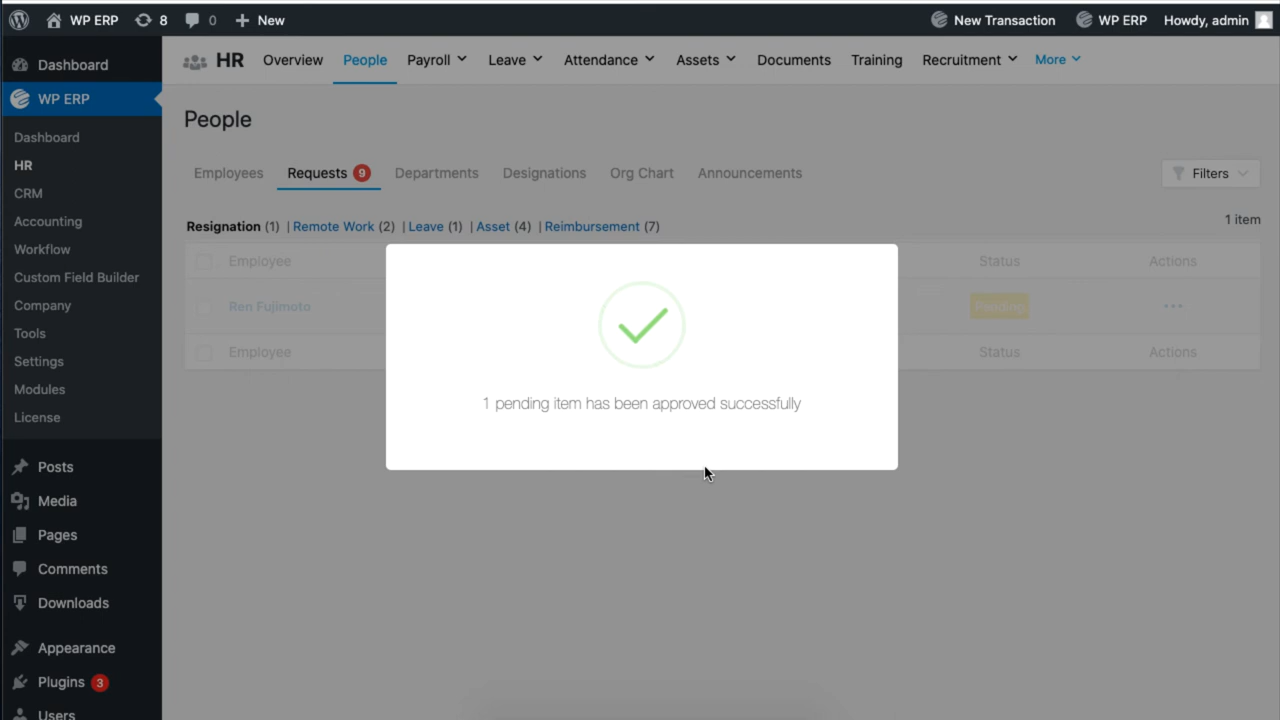 WP ERP 8 0 New New Transaction WP ERP Howdy, admin
Dashboard
WP ERP
Dashboard
HR
CRM
Accounting
Workflow
Custom Field Builder
Company
Tools
Settings
Modules
License
Posts
Media
Pages
Comments
Downloads
Appearance
Plugins 3
Users
HR Overview People Payroll Leave Attendance Assets Documents Training Recruitment More
People
Employees Requests 9 Departments Designations Org Chart Announcements Filters
Resignation (1) | Remote Work (2) | Leave (1) | Asset (4) | Reimbursement (7) 1 item
Employee Status Actions
Ren Fujimoto Pending
Employee Status Actions
1 pending item has been approved successfully